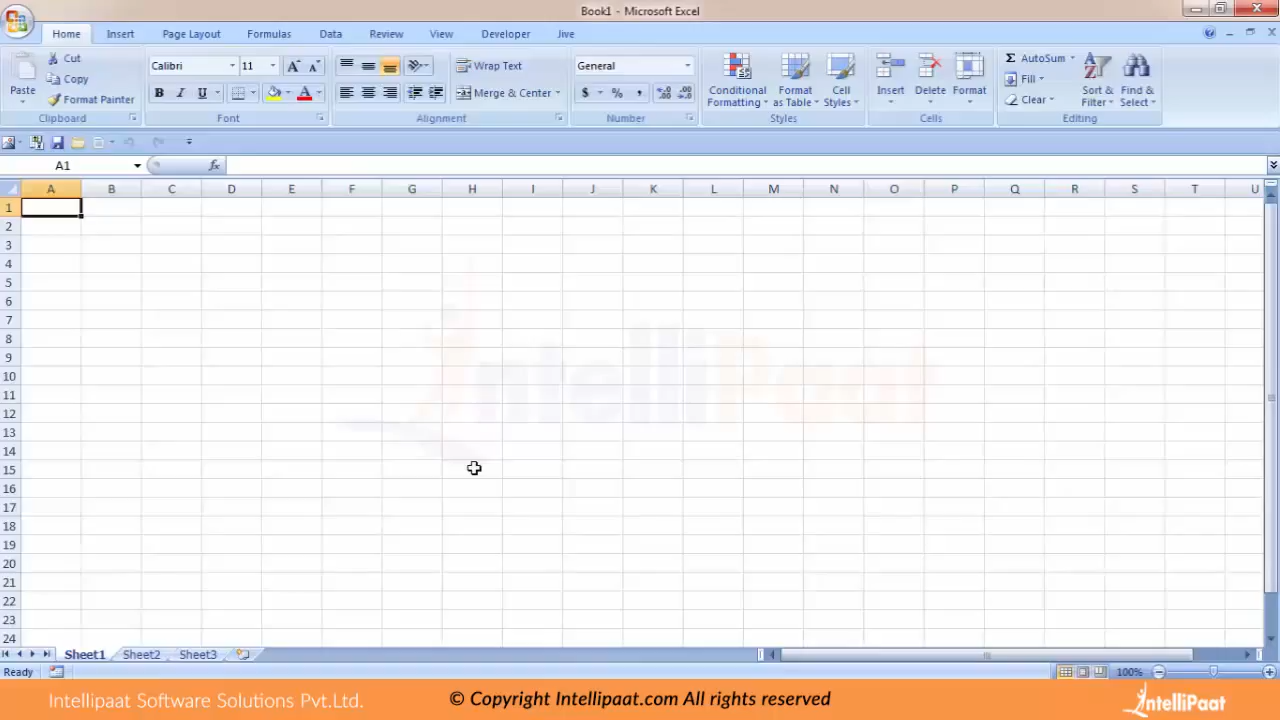 Book1 - Microsoft Excel
Home Insert Page Layout Formulas Data Review View Developer Jive
Cut
Copy
Format Painter
Paste
Clipboard
Calibri 11
B I U A
Font
Wrap Text
Merge & Center
Alignment
General
$ % ,
Number
Conditional Formatting
Format as Table
Cell Styles
Styles
Insert Delete Format
Cells
Σ AutoSum
Fill
Clear
Sort & Filter
Find & Select
Editing
A1 fx
A B C D E F G H I J K L M N O P Q R S T U
1
2
3
4
5
6
7
8
9
10
11
12
13
14
15
16
17
18
19
20
21
22
23
24
IntelliPaat
Sheet1 Sheet2 Sheet3
Ready 100%
Intellipaat Software Solutions Pvt.Ltd. © Copyright Intellipaat.com All rights reserved IntelliPaat